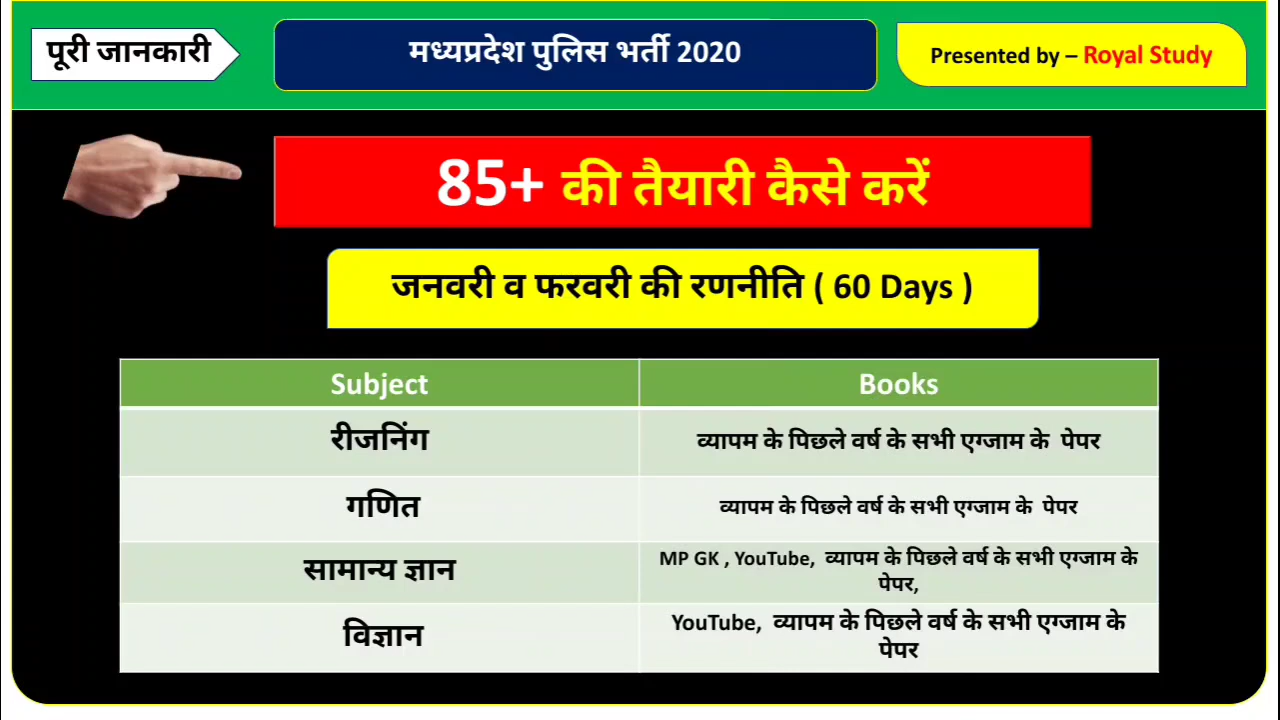 पूरी जानकारी
मध्यप्रदेश पुलिस भर्ती 2020
Presented by – Royal Study
85+ की तैयारी कैसे करें
जनवरी व फरवरी की रणनीति ( 60 Days )
Subject
Books
रीजनिंग
व्यापम के पिछले वर्ष के सभी एग्जाम के पेपर
गणित
व्यापम के पिछले वर्ष के सभी एग्जाम के पेपर
सामान्य ज्ञान
MP GK , YouTube, व्यापम के पिछले वर्ष के सभी एग्जाम के
पेपर,
विज्ञान
YouTube, व्यापम के पिछले वर्ष के सभी एग्जाम के
पेपर